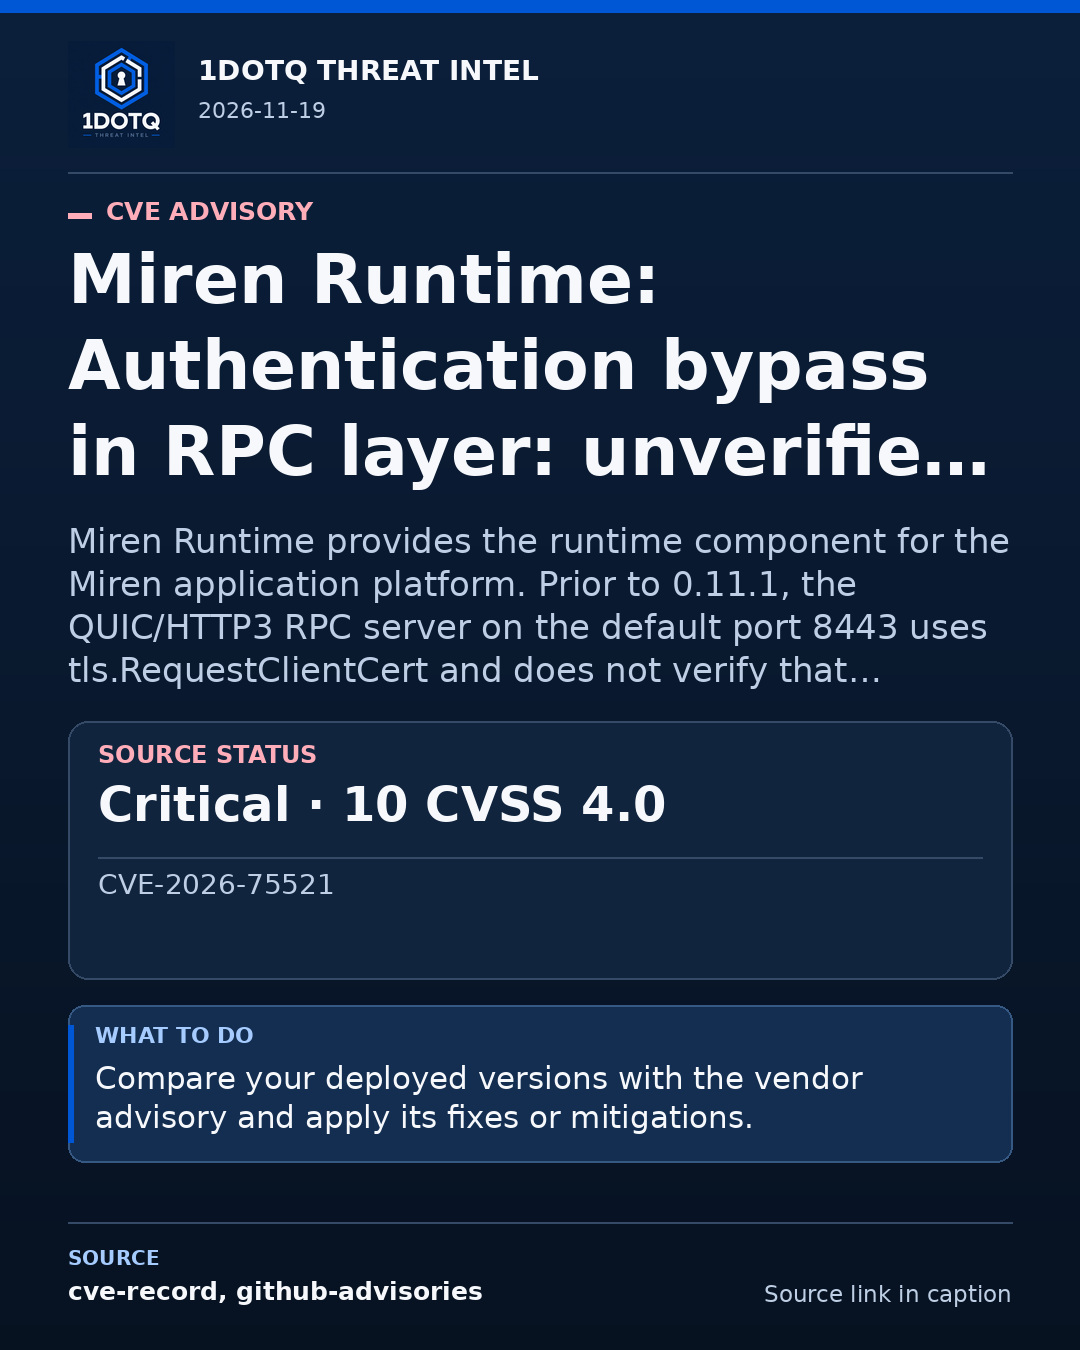 1DOTQ
THREAT INTEL
1DOTQ THREAT INTEL
2026-11-19
CVE ADVISORY
Miren Runtime:
Authentication bypass
in RPC layer: unverifie…
Miren Runtime provides the runtime component for the
Miren application platform. Prior to 0.11.1, the
QUIC/HTTP3 RPC server on the default port 8443 uses
tls.RequestClientCert and does not verify that…
SOURCE STATUS
Critical · 10 CVSS 4.0
CVE-2026-75521
WHAT TO DO
Compare your deployed versions with the vendor
advisory and apply its fixes or mitigations.
SOURCE
cve-record, github-advisories
Source link in caption